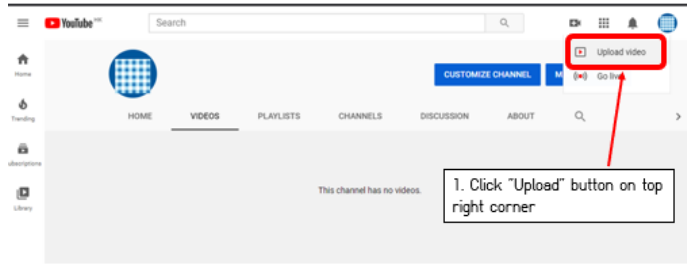 YouTube
Search
Upload video
Home
CUSTOMIZE CHANNEL
M
Go live
Trending
HOME VIDEOS PLAYLISTS CHANNELS DISCUSSION ABOUT
ubscriptions
This channel has no videos.
1. Click "Upload" button on top
right corner
Library